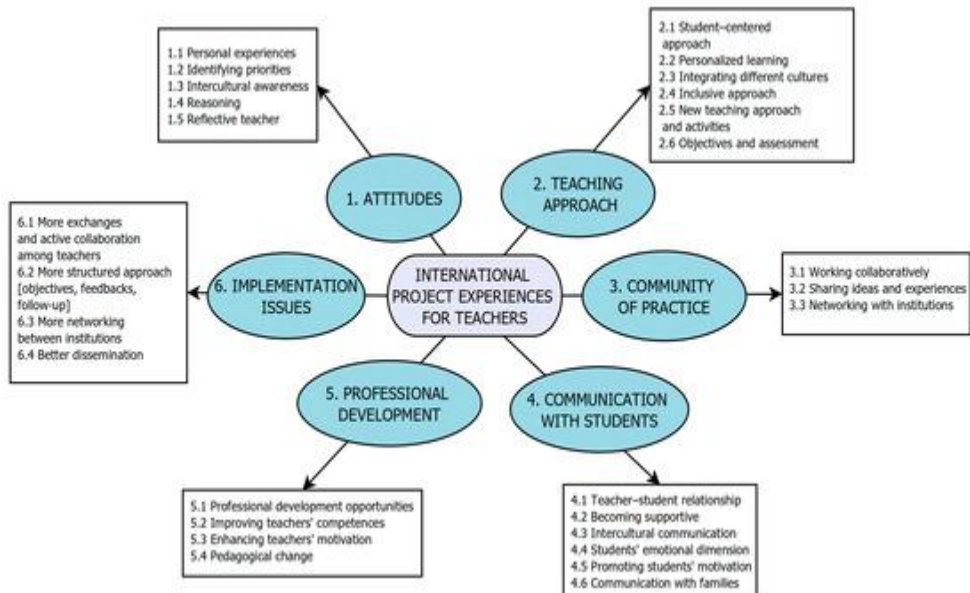 1.1 Personal experiences
1.2 Identifying priorities
1.3 Intercultural awareness
1.4 Reasoning
1.5 Reflective teacher
2.1 Student–centered
approach
2.2 Personalized learning
2.3 Integrating different cultures
2.4 Inclusive approach
2.5 New teaching approach
and activities
2.6 Objectives and assessment
1. ATTITUDES
2. TEACHING
APPROACH
6.1 More exchanges
and active collaboration
among teachers
6.2 More structured approach
[objectives, feedbacks,
follow-up]
6.3 More networking
between institutions
6.4 Better dissemination
6. IMPLEMENTATION
ISSUES
INTERNATIONAL
PROJECT EXPERIENCES
FOR TEACHERS
3. COMMUNITY
OF PRACTICE
3.1 Working collaboratively
3.2 Sharing ideas and experiences
3.3 Networking with institutions
5. PROFESSIONAL
DEVELOPMENT
4. COMMUNICATION
WITH STUDENTS
5.1 Professional development opportunities
5.2 Improving teachers' competences
5.3 Enhancing teachers' motivation
5.4 Pedagogical change
4.1 Teacher–student relationship
4.2 Becoming supportive
4.3 Intercultural communication
4.4 Students' emotional dimension
4.5 Promoting students' motivation
4.6 Communication with families